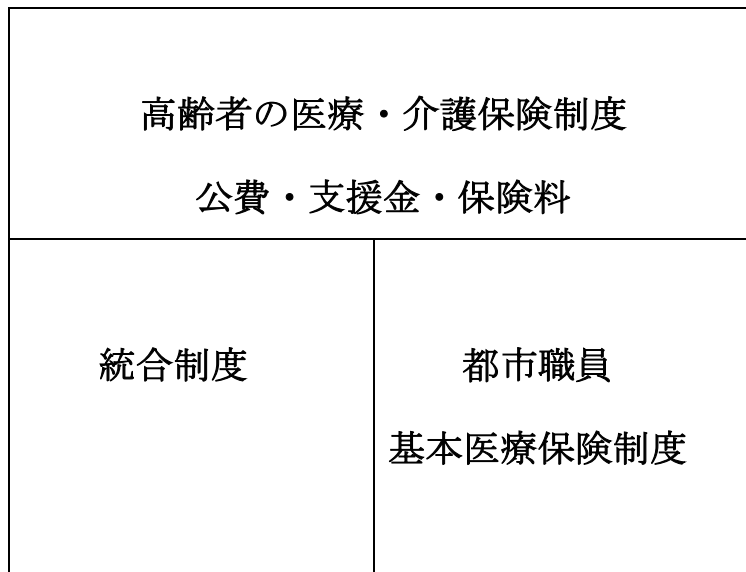 高齢者の医療・介護保険制度
公費・支援金・保険料
統合制度
都市職員
基本医療保険制度